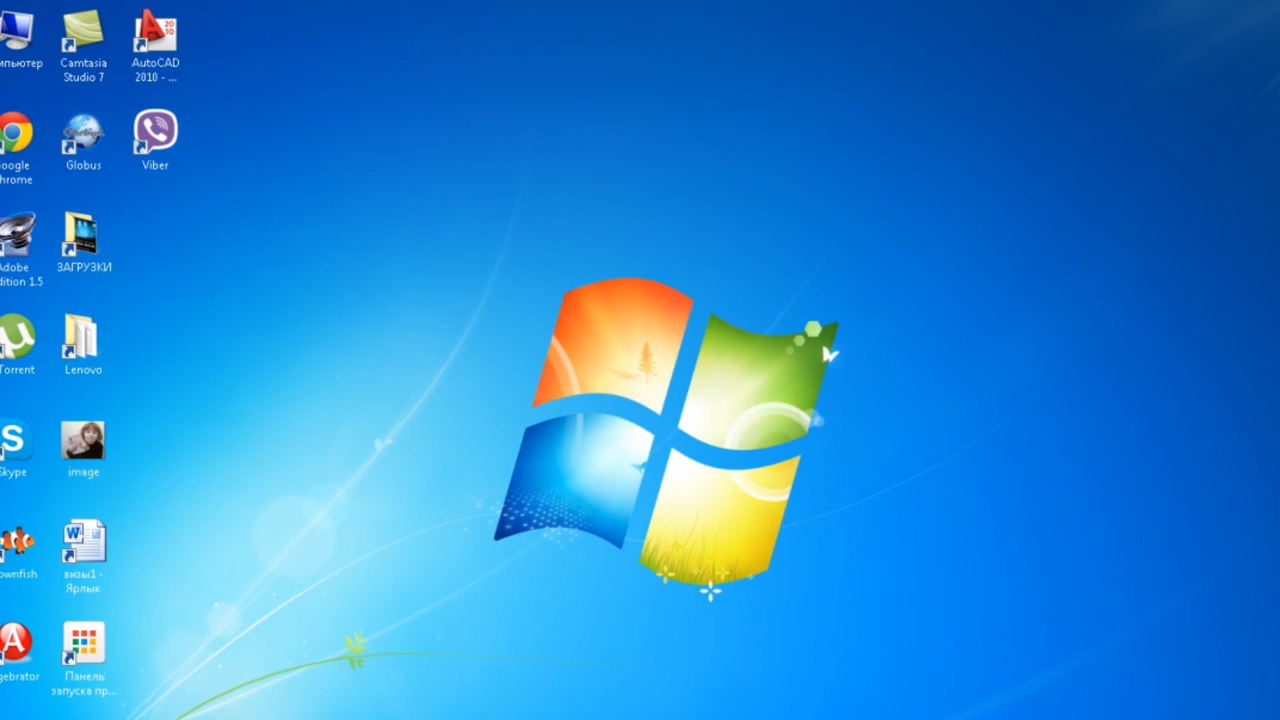 мпьютер
Camtasia
Studio 7
AutoCAD
2010 - ...
oogle
hrome
Globus
Viber
Adobe
dition 1.5
ЗАГРУЗКИ
Torrent
Lenovo
Skype
image
ownfish
визы1 -
Ярлык
gebrator
Панель
запуска пр...